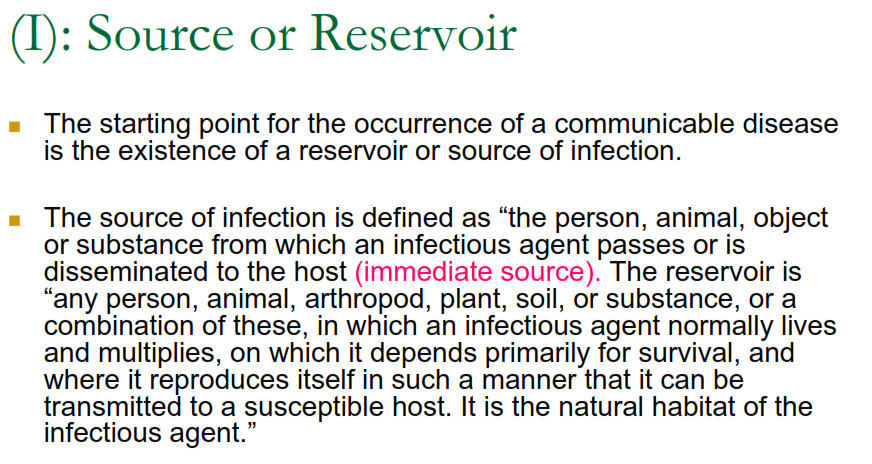 (I): Source or Reservoir
The starting point for the occurrence of a communicable disease
is the existence of a reservoir or source of infection.
The source of infection is defined as “the person, animal, object
or substance from which an infectious agent passes or is
disseminated to the host (immediate source). The reservoir is
“any person, animal, arthropod, plant, soil, or substance, or a
combination of these, in which an infectious agent normally lives
and multiplies, on which it depends primarily for survival, and
where it reproduces itself in such a manner that it can be
transmitted to a susceptible host. It is the natural habitat of the
infectious agent.”